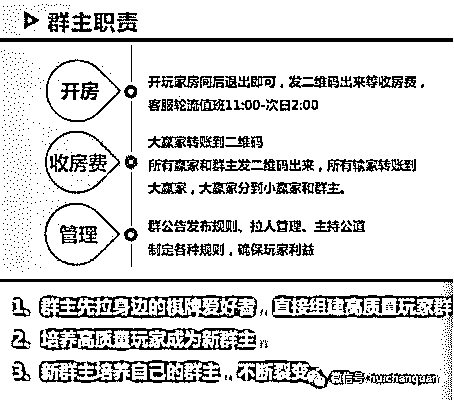 群主职责
开房
开玩家房间后退出即可，发二维码出来等收房费，
客服轮流值班11:00-次日2:00
收房费
大赢家转账到二维码
所有赢家和群主发二维码出来，所有输家转账到
大赢家，大赢家分到小赢家和群主。
管理
群公告发布规则、拉人管理、主持公道
制定各种规则，确保玩家利益
1、群主先拉身边的棋牌爱好者，直接组建高质量玩家群
2、培养高质量玩家成为新群主
3、新群主培养自己的群主，不断裂变
微信号: